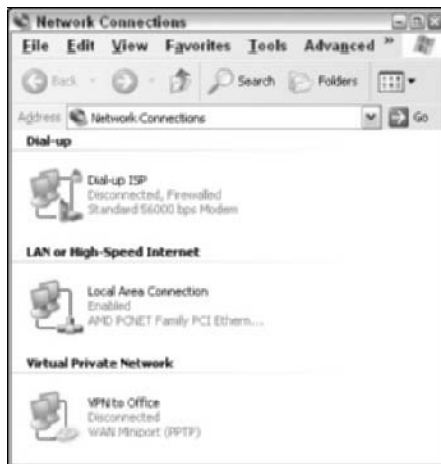 Network Connections
File Edit View Favorites Tools Advanced »
Back Search Folders
Address Network Connections Go
Dial-up
Dial-up ISP
Disconnected, Firewalled
Standard 56000 bps Modem
LAN or High-Speed Internet
Local Area Connection
Enabled
AMD PCNET Family PCI Ethern...
Virtual Private Network
VPN to Office
Disconnected
WAN Miniport (PPTP)